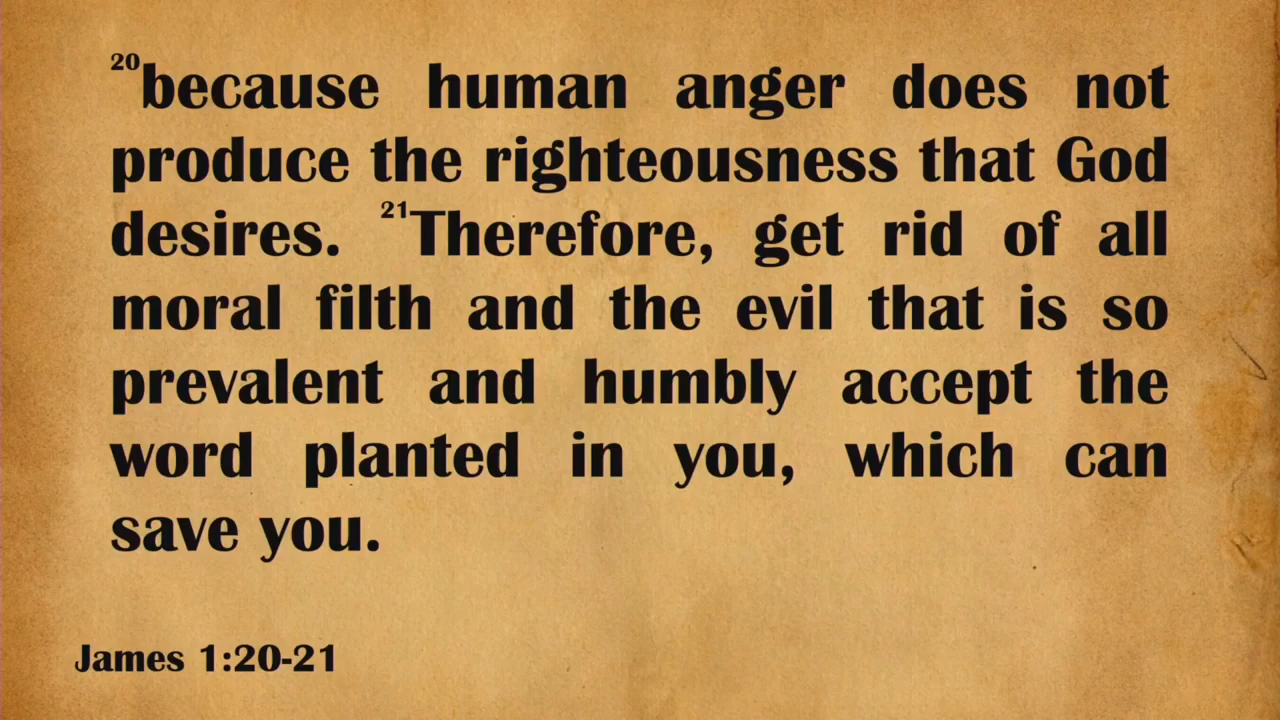 20because human anger does not
produce the righteousness that God
desires. 21Therefore, get rid of all
moral filth and the evil that is so
prevalent and humbly accept the
word planted in you, which can
save you.
James 1:20-21